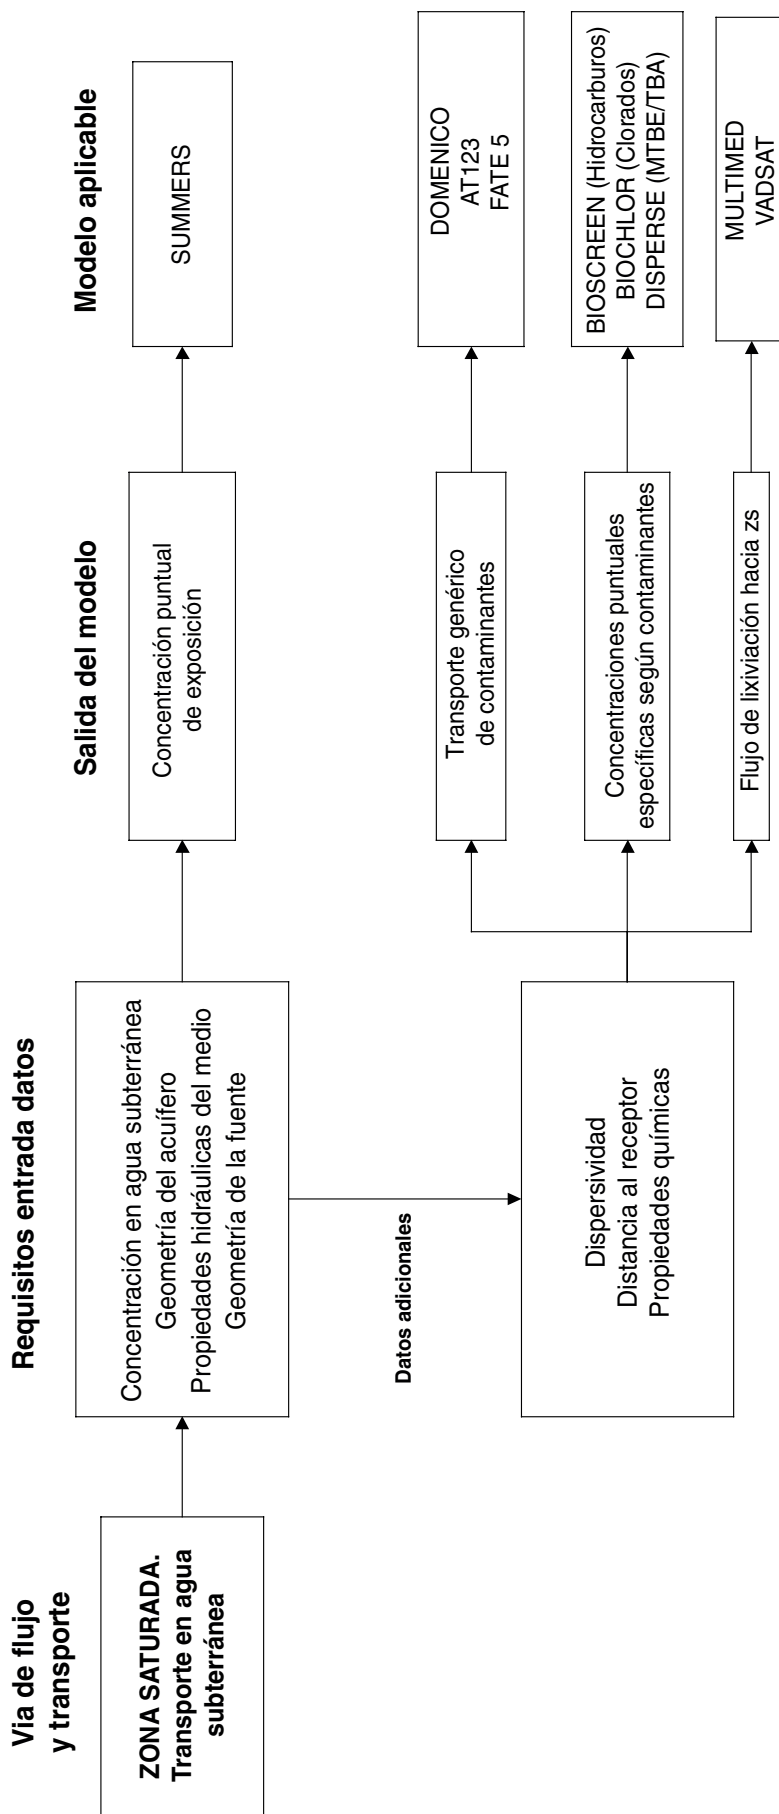 Via de flujo
y transporte
Requisitos entrada datos
Salida del modelo
Modelo aplicable
ZONA SATURADA.
Transporte en agua
subterránea
Concentración en agua subterránea
Geometría del acuífero
Propiedades hidráulicas del medio
Geometría de la fuente
Concentración puntual
de exposición
SUMMERS
Datos adicionales
Dispersividad
Distancia al receptor
Propiedades químicas
Transporte genérico
de contaminantes
DOMENICO
AT123
FATE 5
Concentraciones puntuales
específicas según contaminantes
BIOSCREEN (Hidrocarburos)
BIOCHLOR (Clorados)
DISPERSE (MTBE/TBA)
Flujo de lixiviación hacia zs
MULTIMED
VADSAT